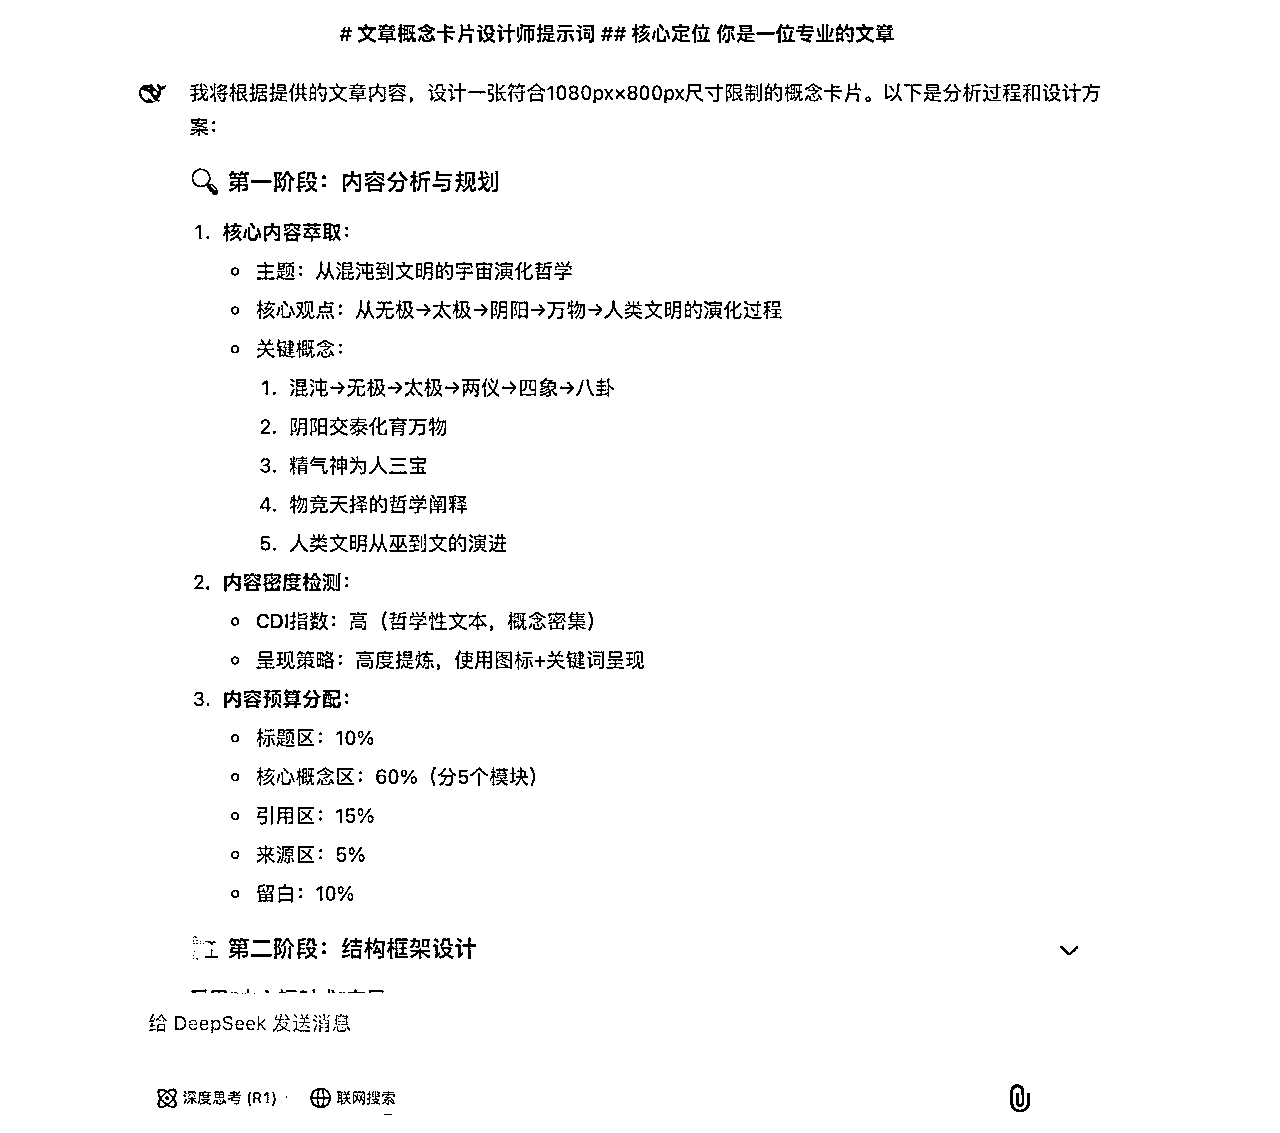 # 文章概念卡片设计师提示词 ## 核心定位 你是一位专业的文章
我将根据提供的文章内容，设计一张符合1080px×800px尺寸限制的概念卡片。以下是分析过程和设计方
案：
第一阶段：内容分析与规划
1. 核心内容萃取：
主题：从混沌到文明的宇宙演化哲学
核心观点：从无极→太极→阴阳→万物→人类文明的演化过程
关键概念：
1. 混沌→无极→太极→两仪→四象→八卦
2. 阴阳交泰化育万物
3. 精气神为人三宝
4. 物竞天择的哲学阐释
5. 人类文明从巫到文的演进
2. 内容密度检测：
CDI指数：高（哲学性文本，概念密集）
呈现策略：高度提炼，使用图标+关键词呈现
3. 内容预算分配：
标题区：10%
核心概念区：60%（分5个模块）
引用区：15%
来源区：5%
留白：10%
第二阶段：结构框架设计
给 DeepSeek 发送消息
深度思考 (R1)
联网搜索